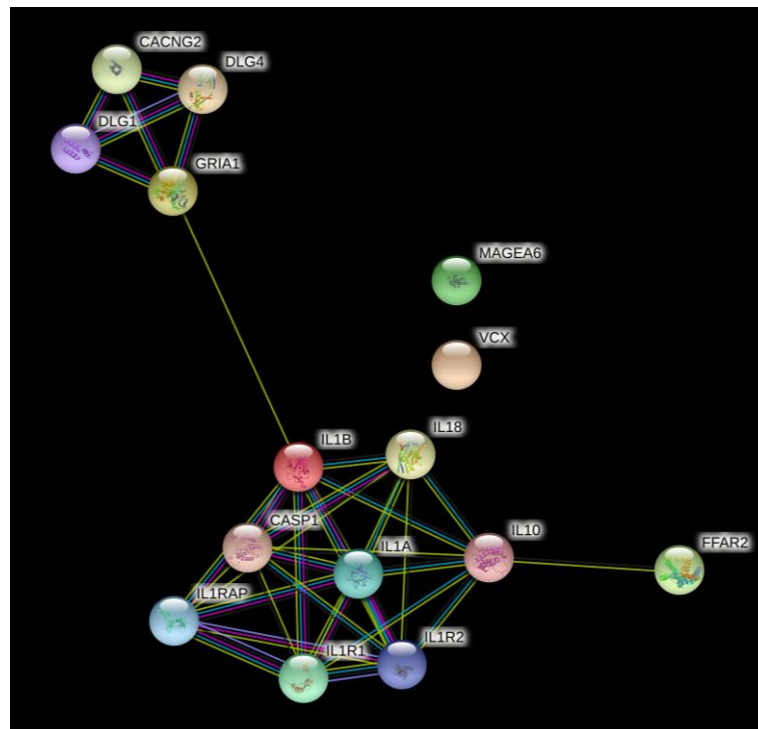 CACNG2
DLG4
DLG1
GRIA1
MAGEA6
VCX
IL18
IL1B
CASP1
IL10
IL1A
FFAR2
IL1RAP
IL1R2
IL1R1